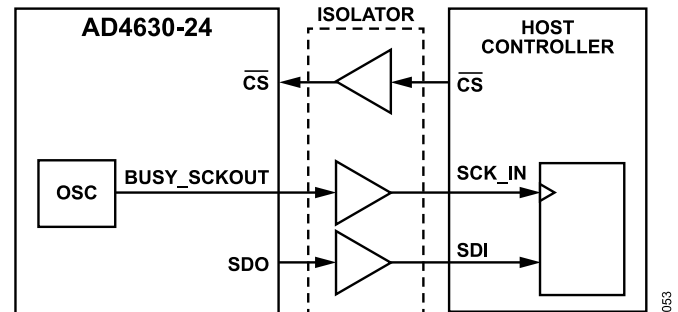 ISOLATOR
AD4630-24
HOST
CONTROLLER
CS
CS
OSC
BUSY_SCKOUT
SCK_IN
SDO
SDI
053